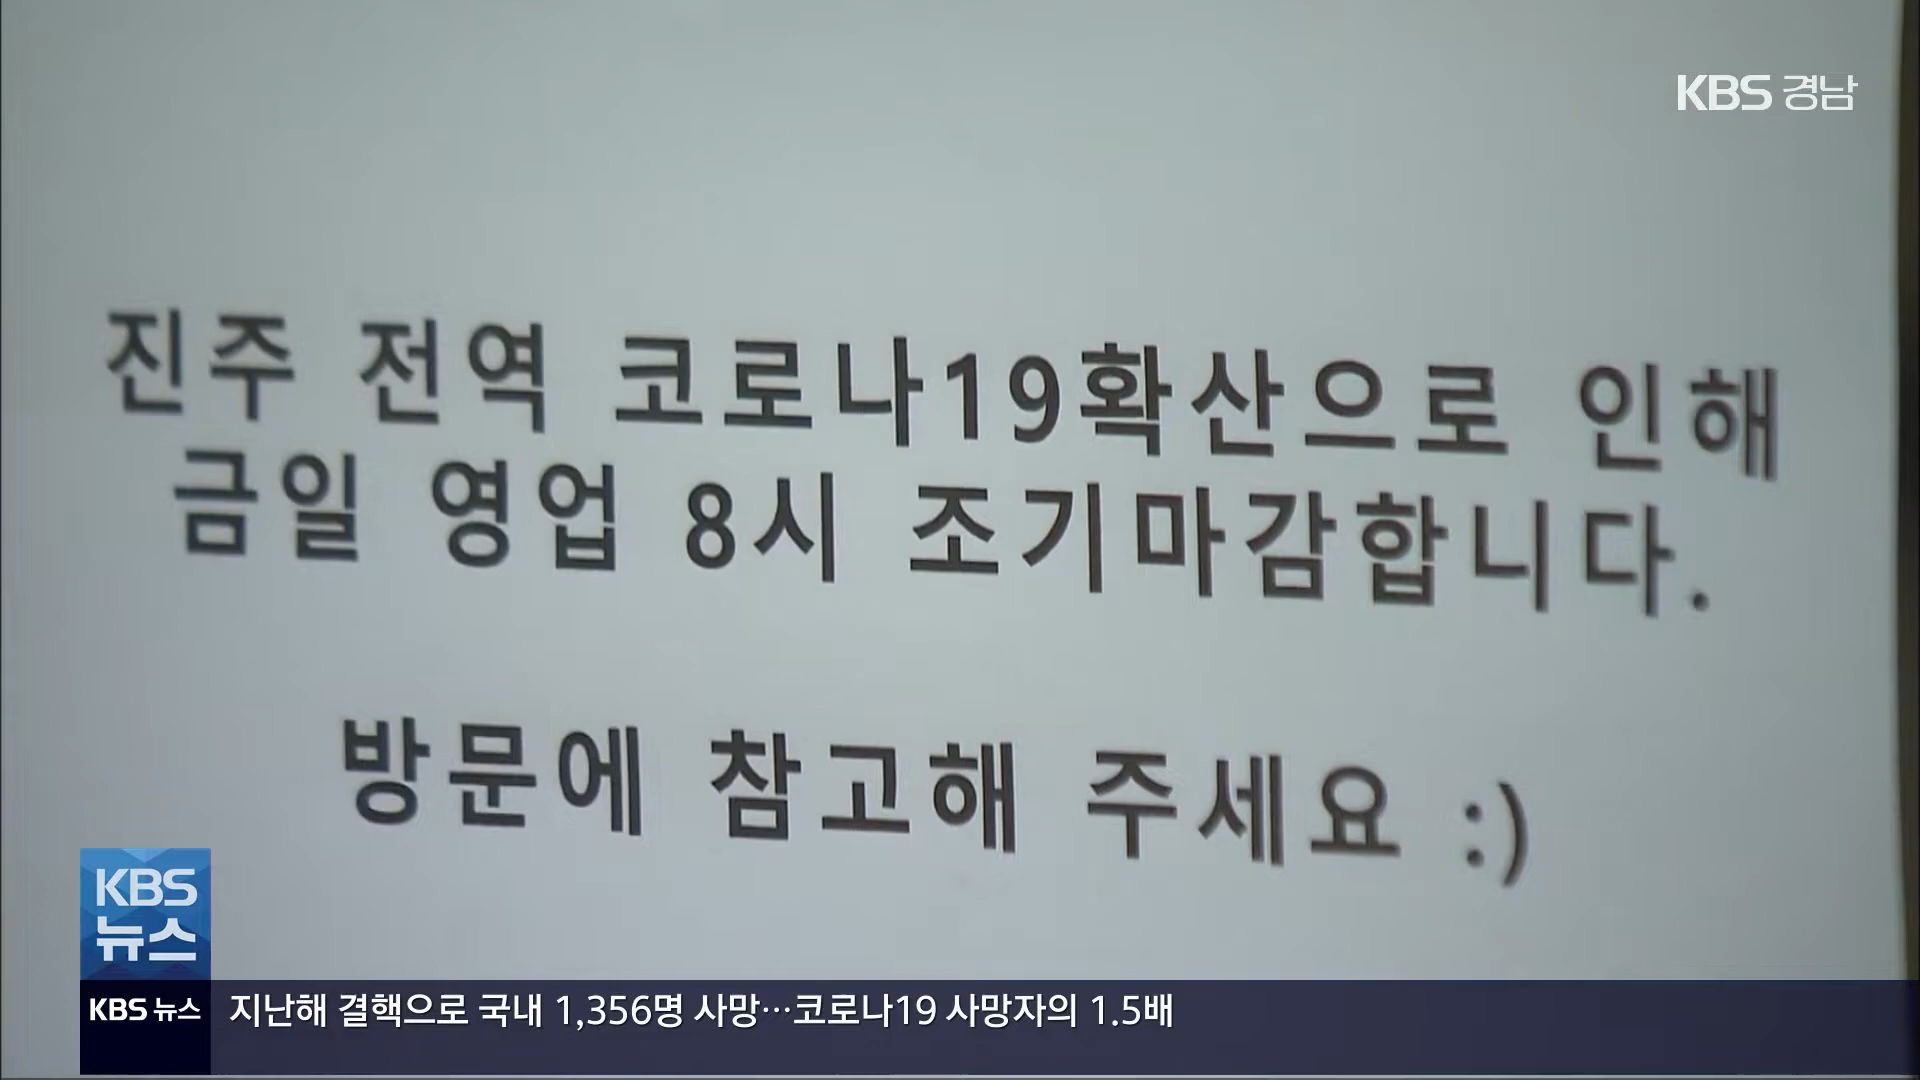 KBS 경남
진주 전역 코로나19확산으로 인해
금일 영업 8시 조기마감합니다.
방문에 참고해 주세요 :)
KBS
뉴스
KBS 뉴스 지난해 결핵으로 국내 1,356명 사망…코로나19 사망자의 1.5배